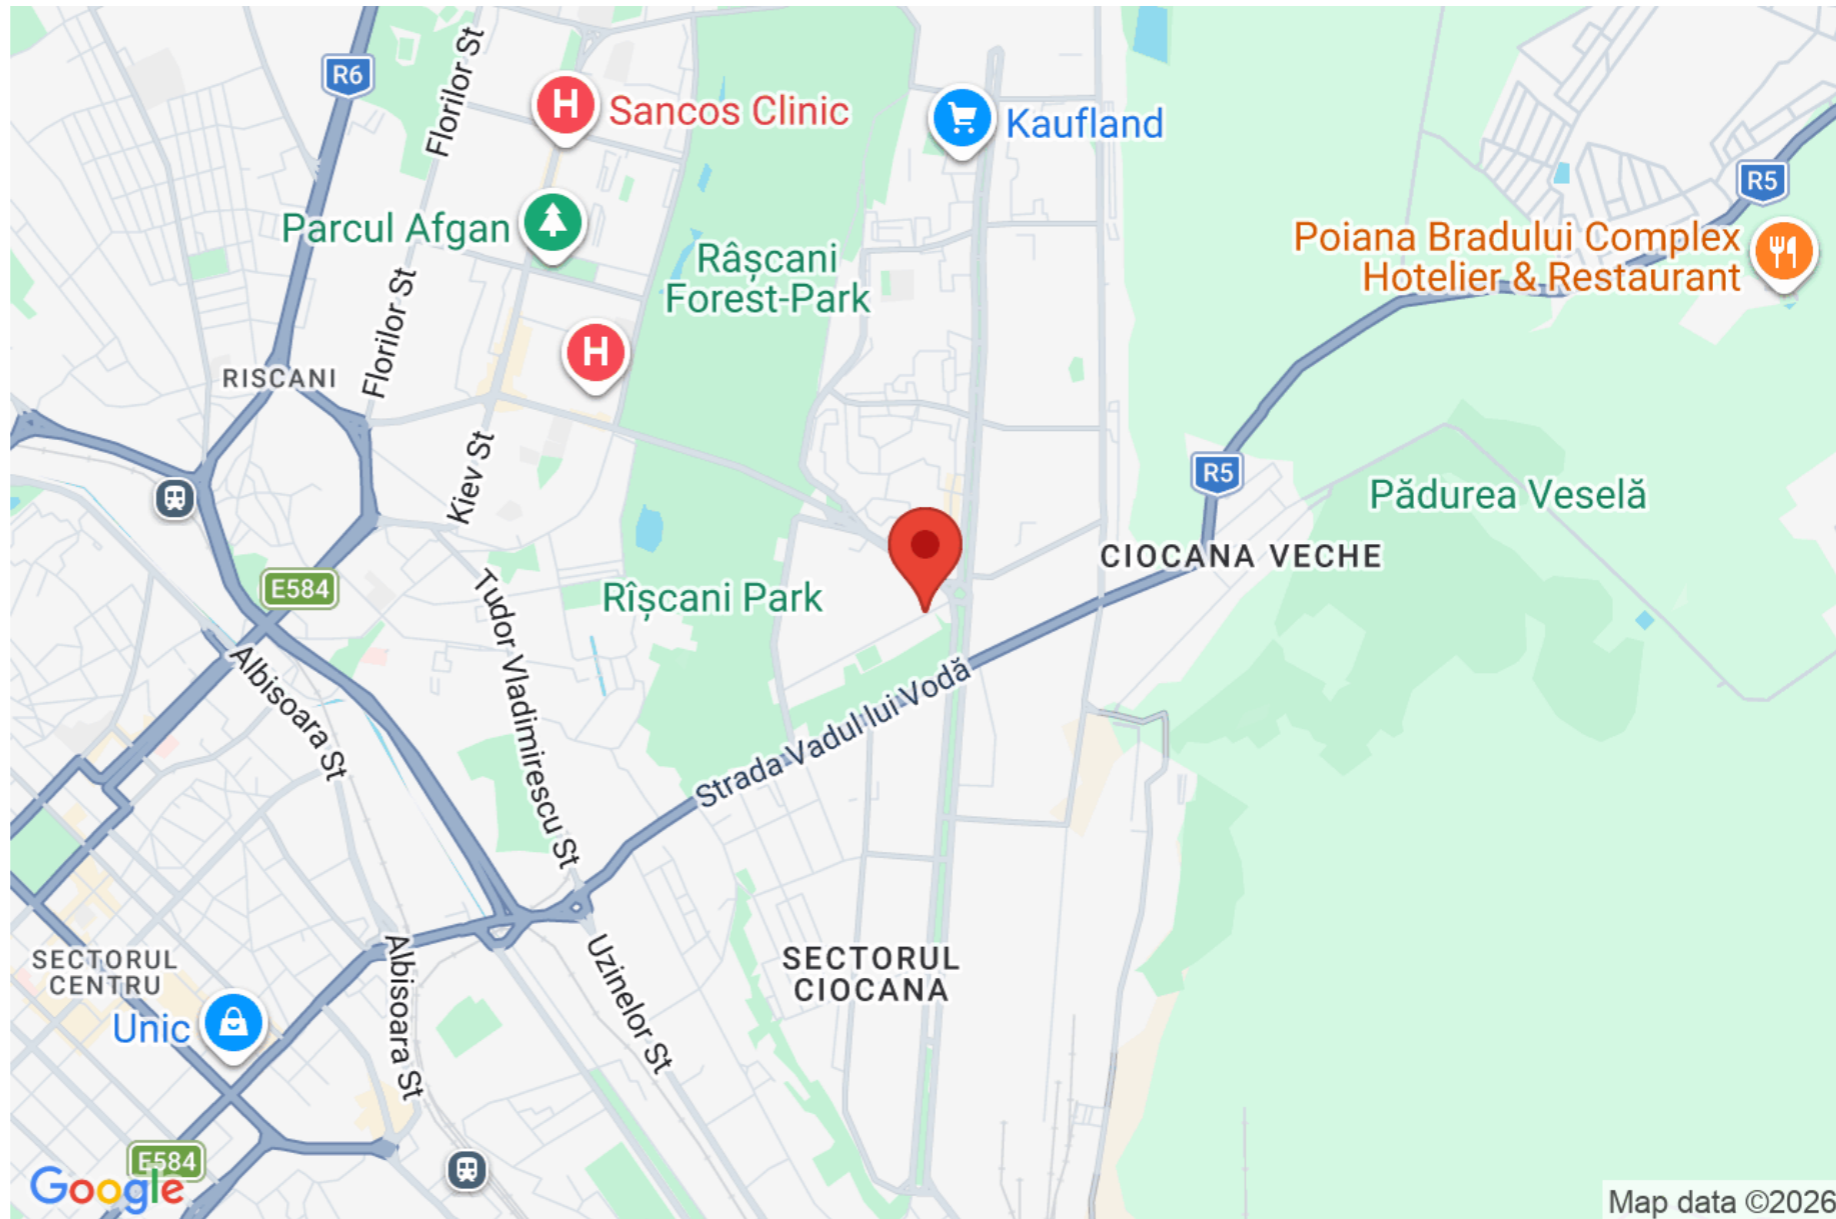 R6
Florilor St
H
Sancos Clinic
Kaufland
R5
Parcul Afgan
Râșcani
Forest-Park
Poiana Bradului Complex
Hotelier & Restaurant
Florilor St
H
RISCANI
Kiev St
R5
Pădurea Veselă
CIOCANA VECHE
E584
Rîșcani Park
Tudor Vladimirescu St
Albisoara St
Strada Vadul lui Vodă
SECTORUL
CENTRU
Albisoara St
Uzinelor St
SECTORUL
CIOCANA
Unic
E584
Google
Map data ©2026